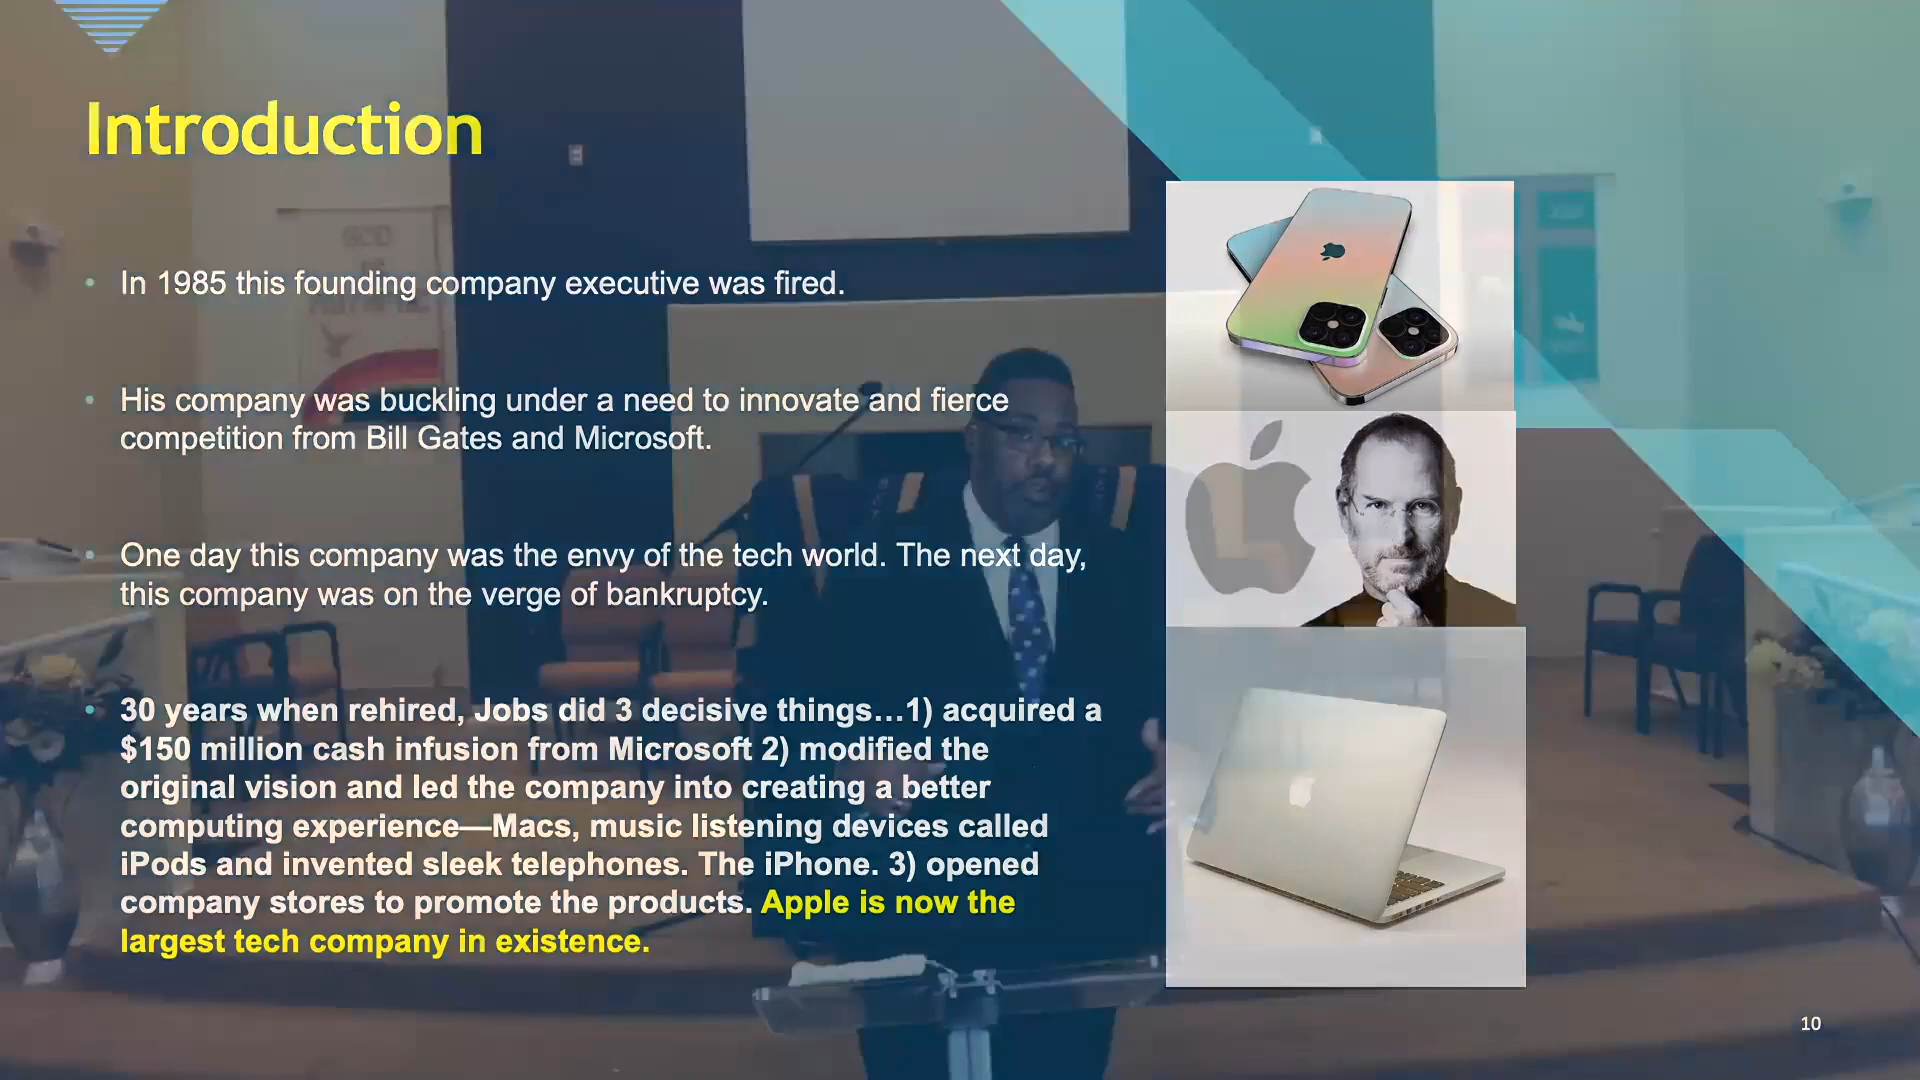 Introduction
In 1985 this founding company executive was fired.
His company was buckling under a need to innovate and fierce
competition from Bill Gates and Microsoft.
One day this company was the envy of the tech world. The next day,
this company was on the verge of bankruptcy.
30 years when rehired, Jobs did 3 decisive things…1) acquired a
$150 million cash infusion from Microsoft 2) modified the
original vision and led the company into creating a better
computing experience—Macs, music listening devices called
iPods and invented sleek telephones. The iPhone. 3) opened
company stores to promote the products. Apple is now the
largest tech company in existence.
GOD
10